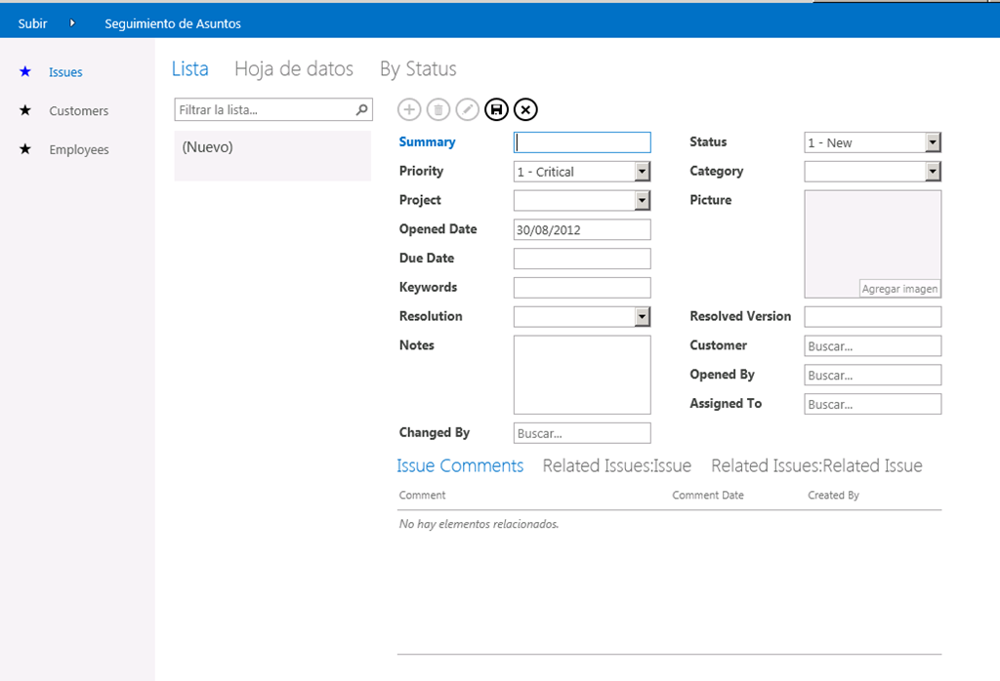 Subir Seguimiento de Asuntos
Issues
Customers
Employees
Lista Hoja de datos By Status
Filtrar la lista...
(Nuevo)
Summary Status 1 - New
Priority 1 - Critical Category
Project Picture
Opened Date 30/08/2012
Due Date
Keywords Agregar imagen
Resolution Resolved Version
Notes Customer Buscar...
Opened By Buscar...
Assigned To Buscar...
Changed By Buscar...
Issue Comments Related Issues:Issue Related Issues:Related Issue
Comment Comment Date Created By
No hay elementos relacionados.